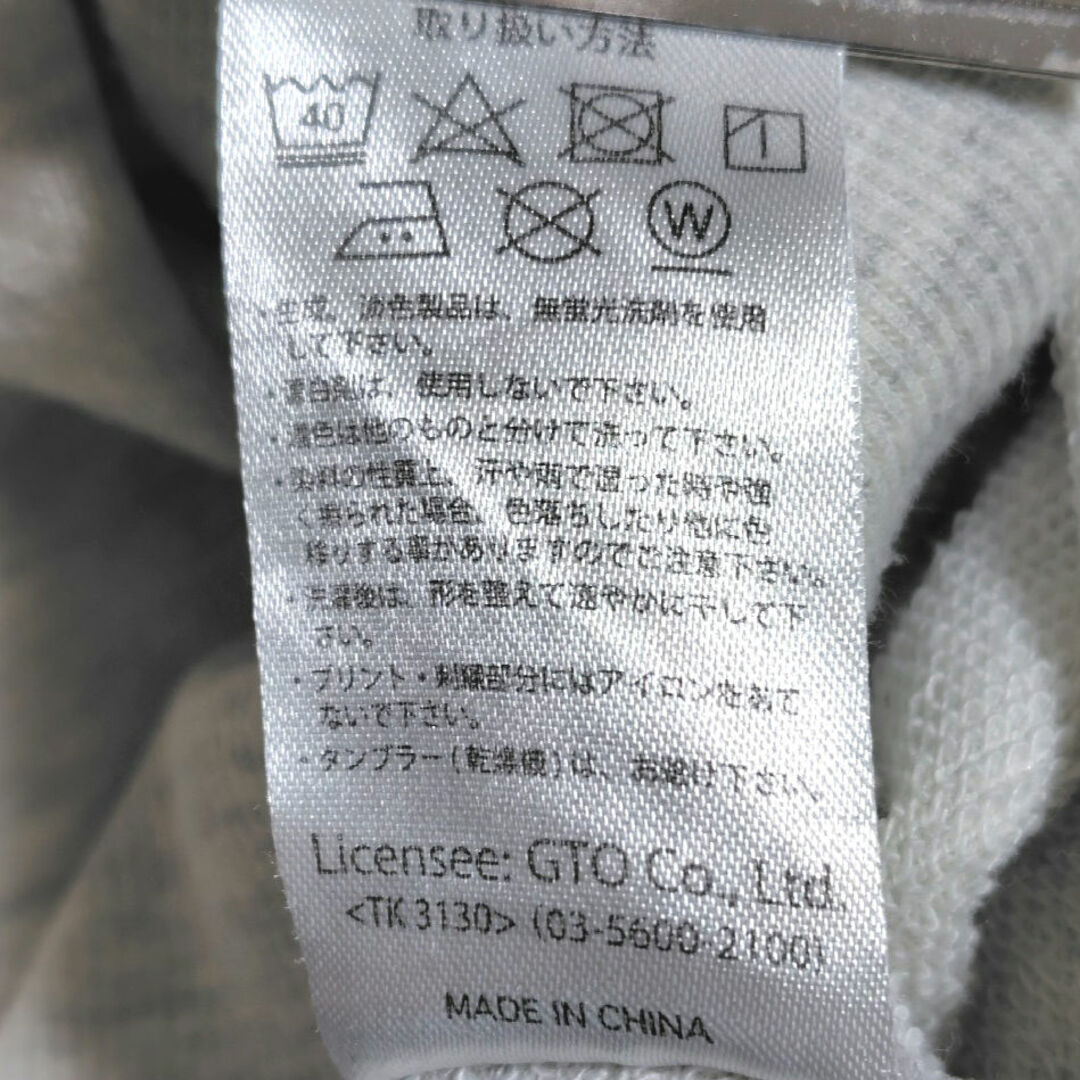 取り扱い方法
40
W
・生成、淡色製品は、無蛍光洗剤を使用
して下さい。
・漂白剤は、使用しないで下さい。
・濃色は他のものと分けて洗って下さい。
・染料の性質上、汗や雨で湿った時や強
く擦られた場合、色落ちしたり他に色
移りする事がありますのでご注意下さい。
・洗濯後は、形を整えて速やかに干して下
さい。
・プリント・刺繍部分にはアイロンをあて
ないで下さい。
・タンブラー(乾燥機)は、お避け下さい、
Licensee: GTO Co., Ltd.
<TK 3130> (03-5600-2100)
MADE IN CHINA